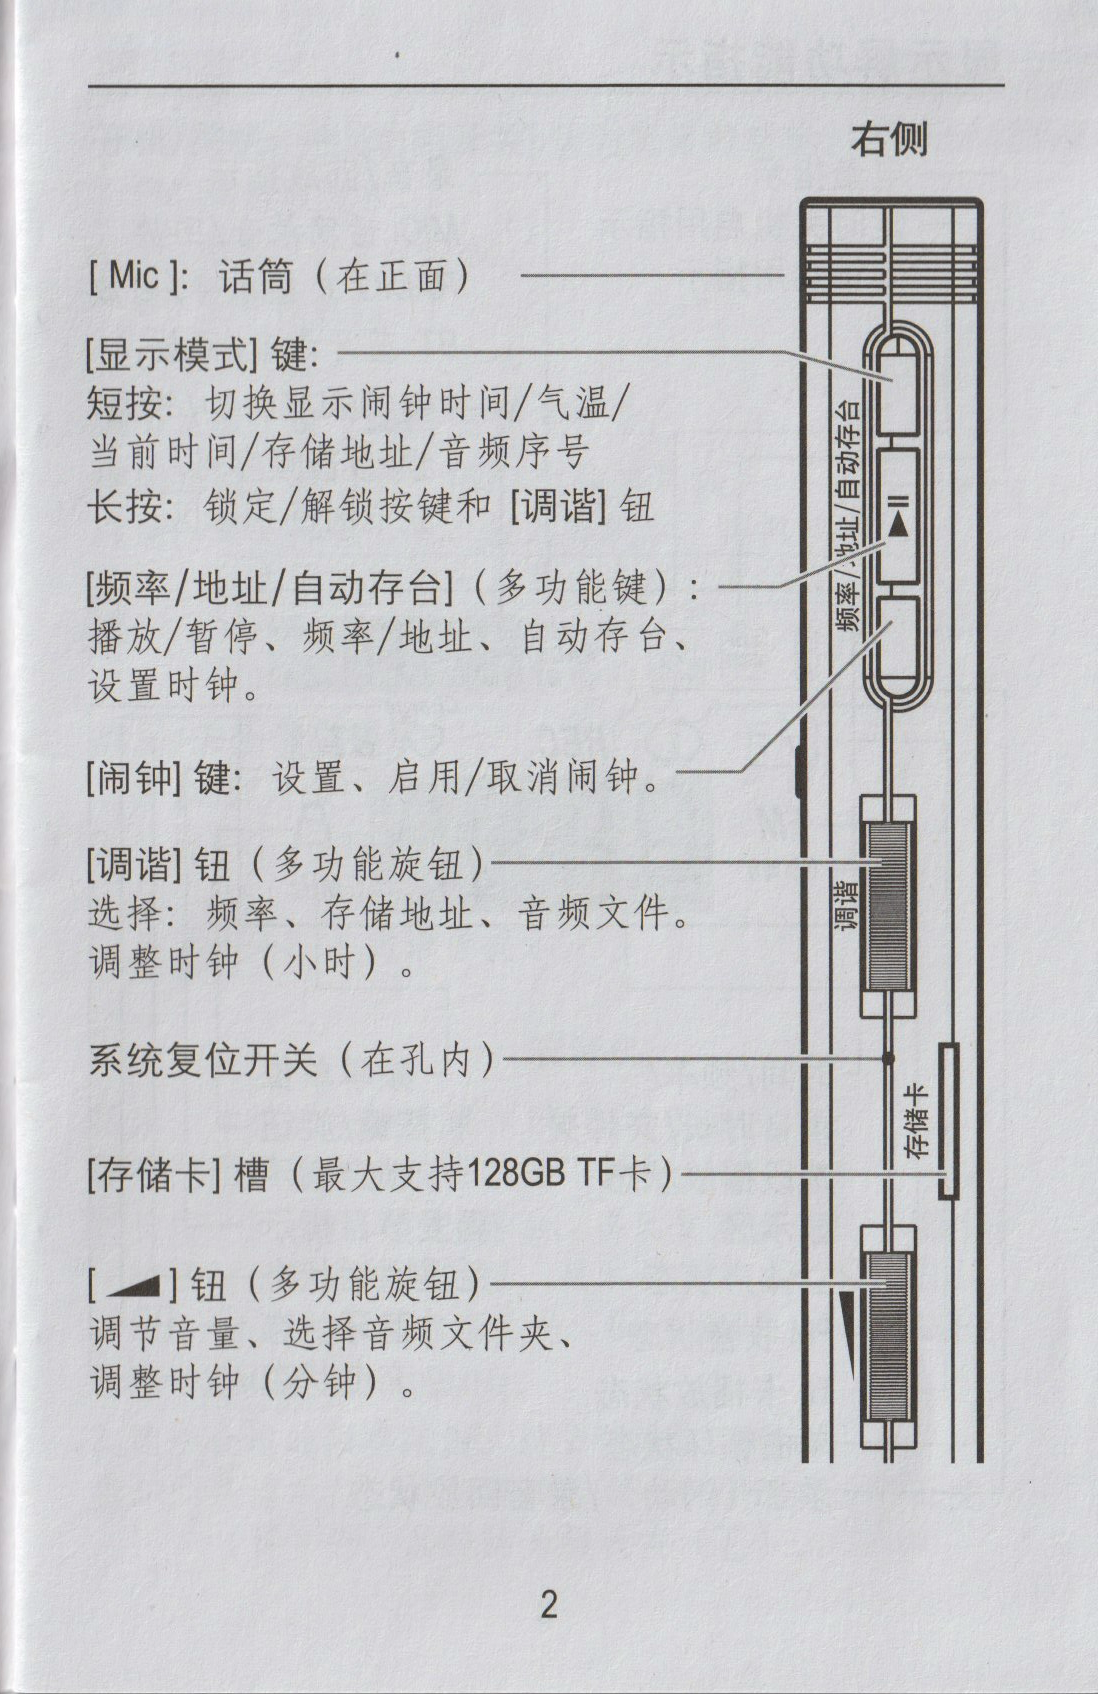 右侧
[ Mic ]: 话筒（在正面）
[显示模式] 键:
短按: 切换显示闹钟时间/气温/
当前时间/存储地址/音频序号
长按: 锁定/解锁按键和 [调谐] 钮
[频率/地址/自动存台]（多功能键）:
播放/暂停、频率/地址、自动存台、
设置时钟。
[闹钟] 键: 设置、启用/取消闹钟。
[调谐] 钮（多功能旋钮）
选择: 频率、存储地址、音频文件。
调整时钟（小时）。
系统复位开关（在孔内）
[存储卡] 槽（最大支持128GB TF卡）
[ ◢ ] 钮（多功能旋钮）
调节音量、选择音频文件夹、
调整时钟（分钟）。
频率/地址/自动存台
调谐
存储卡
2